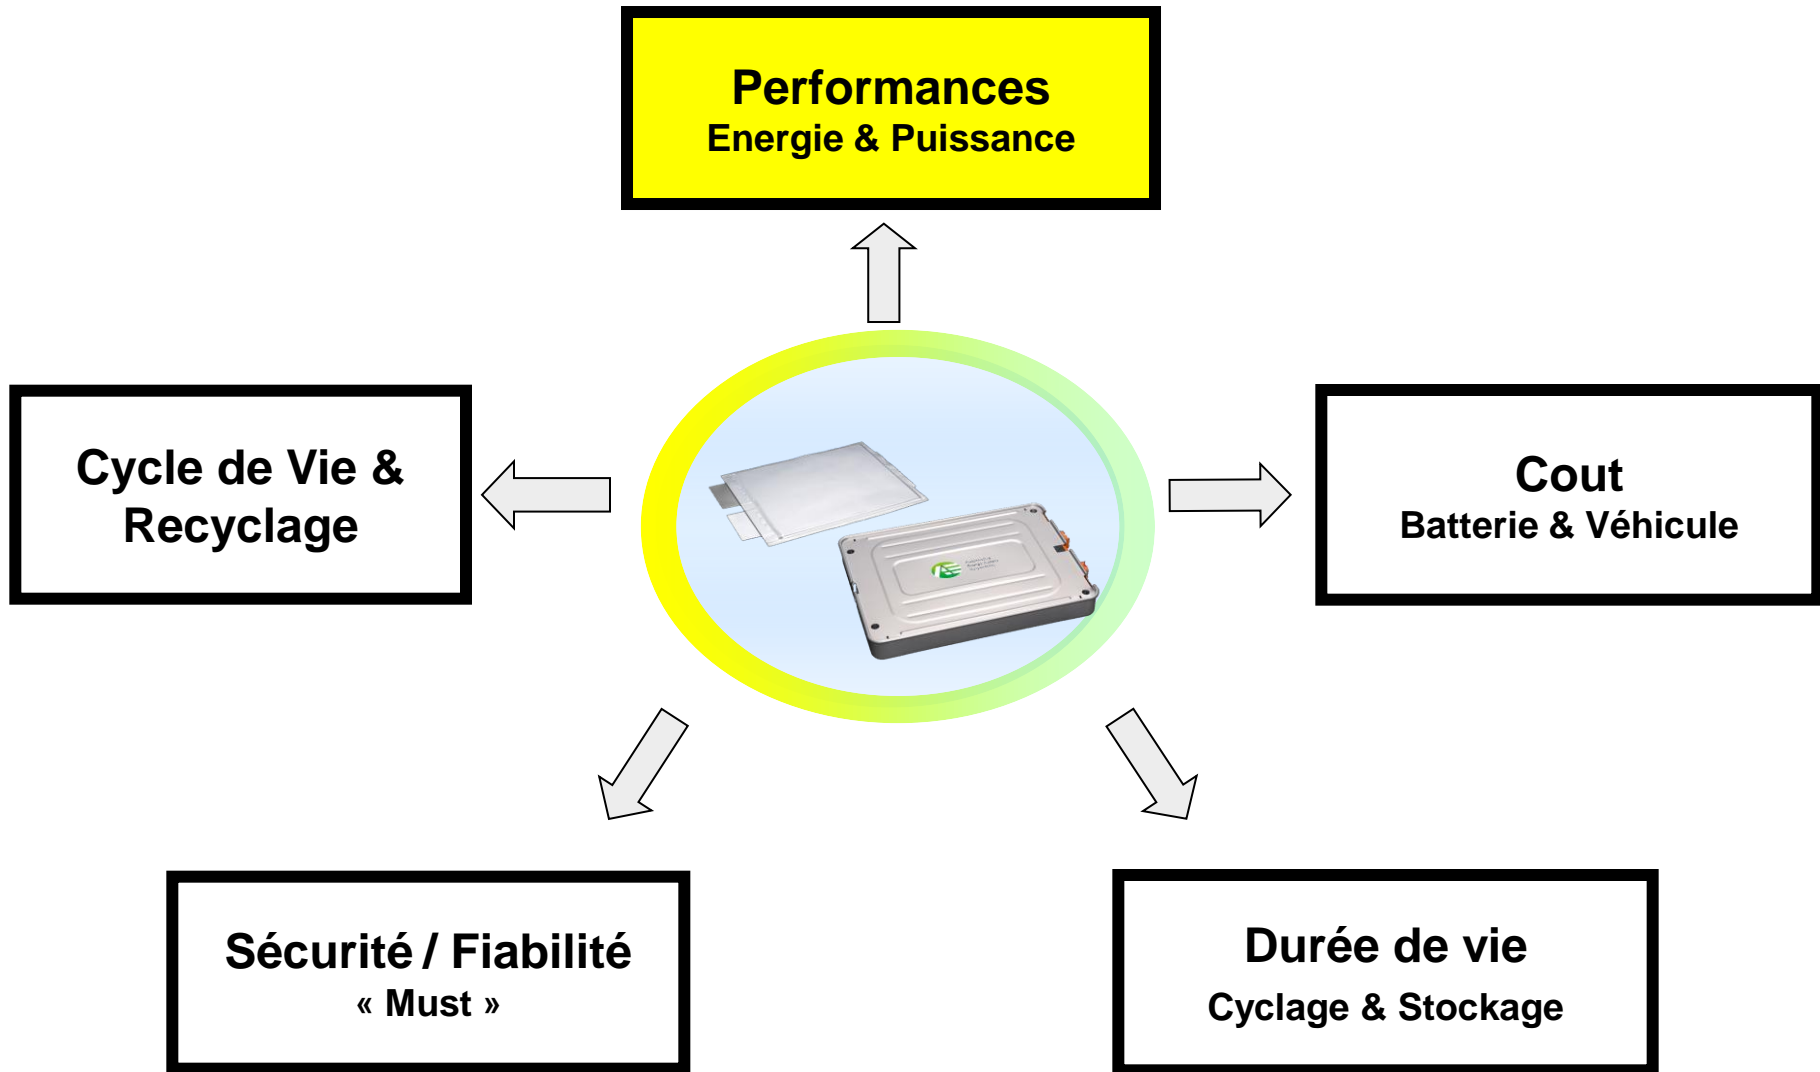 Performances
Energie & Puissance
Cycle de Vie &
Recyclage
Cout
Batterie & Véhicule
Sécurité / Fiabilité
« Must »
Durée de vie
Cyclage & Stockage